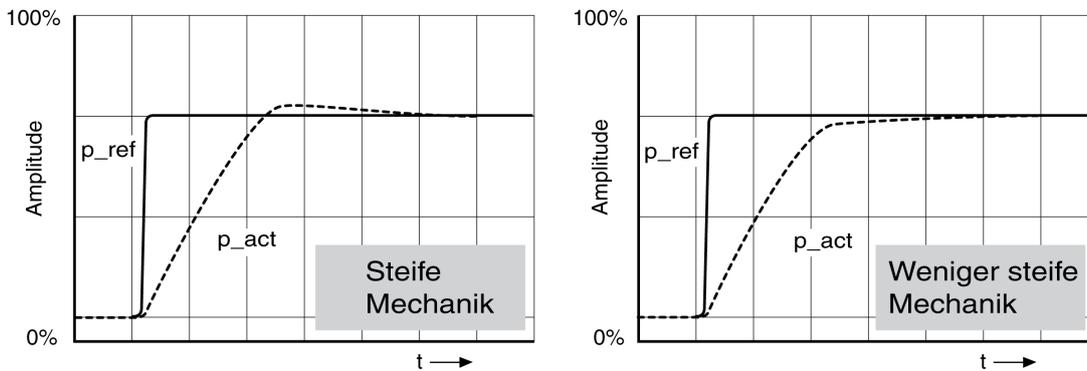 100%
Amplitude
p_ref
p_act
Steife
Mechanik
0%
t
100%
Amplitude
p_ref
p_act
Weniger steife
Mechanik
0%
t